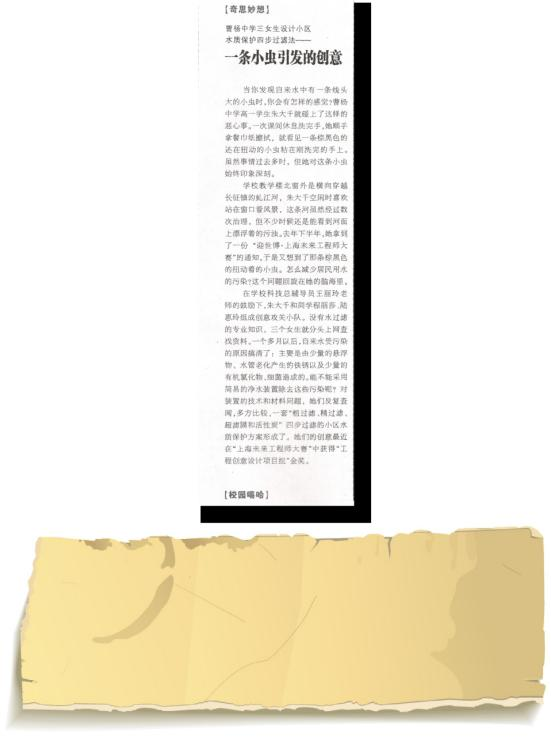 【奇思妙想】
曹杨中学三女生设计小区
水质保护四步过滤法——
一条小虫引发的创意
当你发现自来水中有一条线头
大的小虫时,你会有怎样的感觉?曹杨
中学高一学生朱大千就碰上了这样的
恶心事。一次课间休息洗完手,她顺手
拿餐巾纸擦拭，就看见一条棕黑色的
还在扭动的小虫粘在刚洗完的手上。
虽然事情过去多时，但她对这条小虫
始终印象深刻。
学校教学楼北窗外是横向穿越
长征镇的虬江河，朱大千空闲时喜欢
站在窗口看风景，这条河虽然经过数
次治理，但不少时候还是能看到河面
上漂浮着的污油。去年下半年,她拿到
了一份“迎世博·上海未来工程师大
赛”的通知,于是又想到了那条棕黑色
的扭动着的小虫。怎么减少居民用水
的污染?这个问题回旋在她的脑海里。
在学校科技总辅导员王丽玲老
师的鼓励下,朱大千和同学程丽莎、陆
惠玲组成创意攻关小队。没有水过滤
的专业知识，三个女生就分头上网查
找资料。一个多月以后,自来水受污染
的原因搞清了：主要是由少量的悬浮
物、水管老化产生的铁锈以及少量的
有机氯化物、细菌造成的。能不能采用
简易的净水装置除去这些污染呢？对
装置的技术和材料问题，她们反复查
阅,多方比较,一套“粗过滤、精过滤、
超滤膜和活性炭”四步过滤的小区水
质保护方案形成了。她们的创意最近
在“上海未来工程师大赛”中获得“工
程创意设计项目组”金奖。
【校园嘻哈】